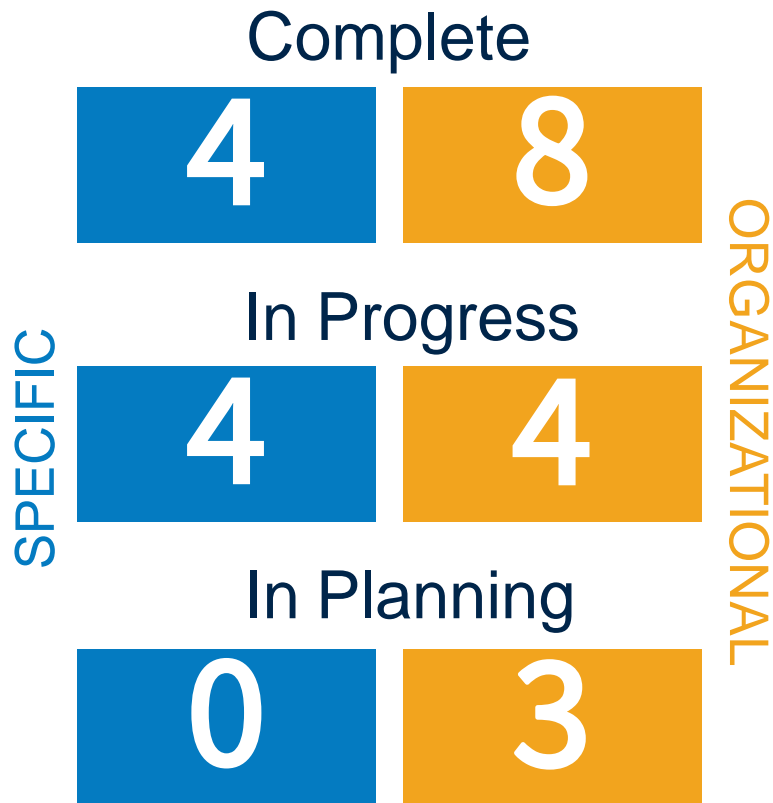 Complete
4 8
In Progress
4 4
In Planning
0 3
SPECIFIC
ORGANIZATIONAL